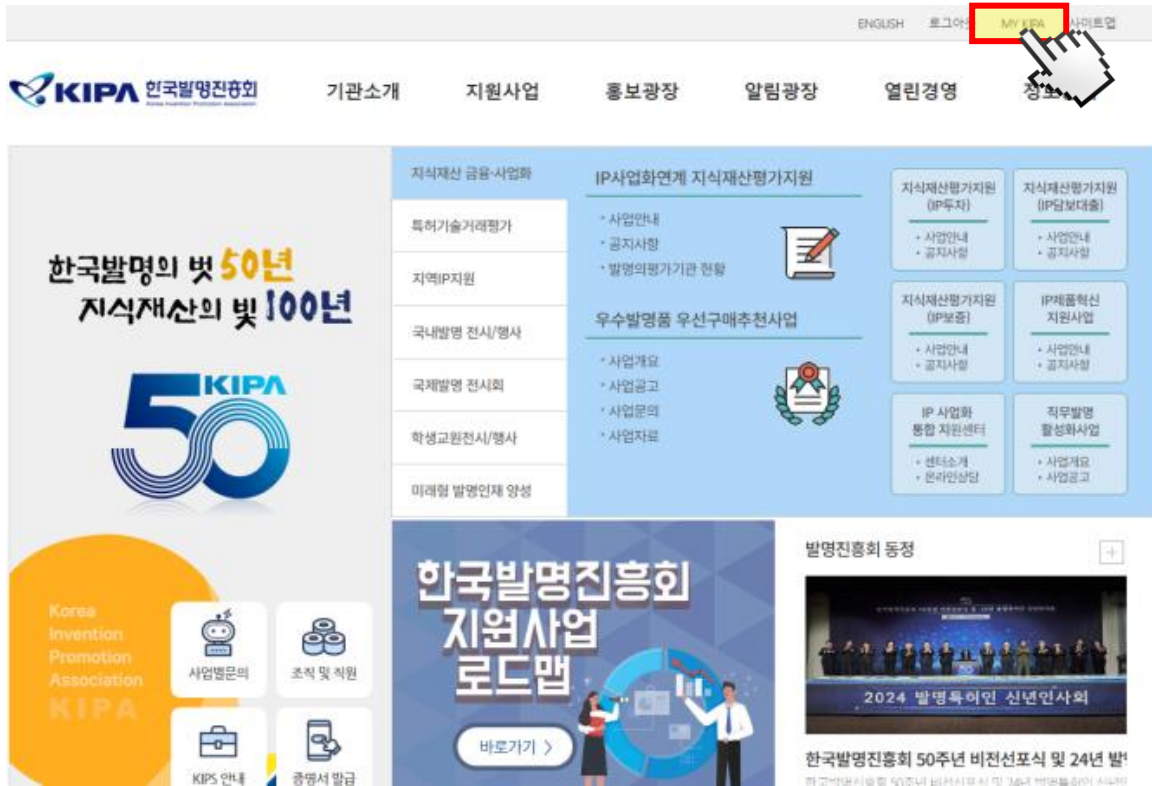 ENGLISH 로그아웃 MY KIPA 사이트맵
KIPA 한국발명진흥회
Korea Invention Promotion Association
기관소개 지원사업 홍보광장 알림광장 열린경영
한국발명의 벗 50년
지식재산의 빛 100년
KIPA
50
Korea
Invention
Promotion
Association
KIPA
사업별문의
조직 및 직원
KIPS 안내
증명서 발급
지식재산 금융·사업화
특허기술거래평가
지역IP지원
국내발명 전시/행사
국제발명 전시회
학생교원전시/행사
미래형 발명인재 양성
IP사업화연계 지식재산평가지원
사업안내
공지사항
발명의평가기관 현황
우수발명품 우선구매추천사업
사업개요
사업공고
사업문의
사업자료
지식재산평가지원
(IP투자)
사업안내
공지사항
지식재산평가지원
(IP담보대출)
사업안내
공지사항
지식재산평가지원
(IP보증)
사업안내
공지사항
IP제품혁신
지원사업
사업안내
공지사항
IP 사업화
통합 지원센터
센터소개
온라인상담
직무발명
활성화사업
사업개요
사업공고
한국발명진흥회
지원사업
로드맵
바로가기 >
발명진흥회 동정
2024 발명특허인 신년인사회
한국발명진흥회 50주년 비전선포식 및 24년